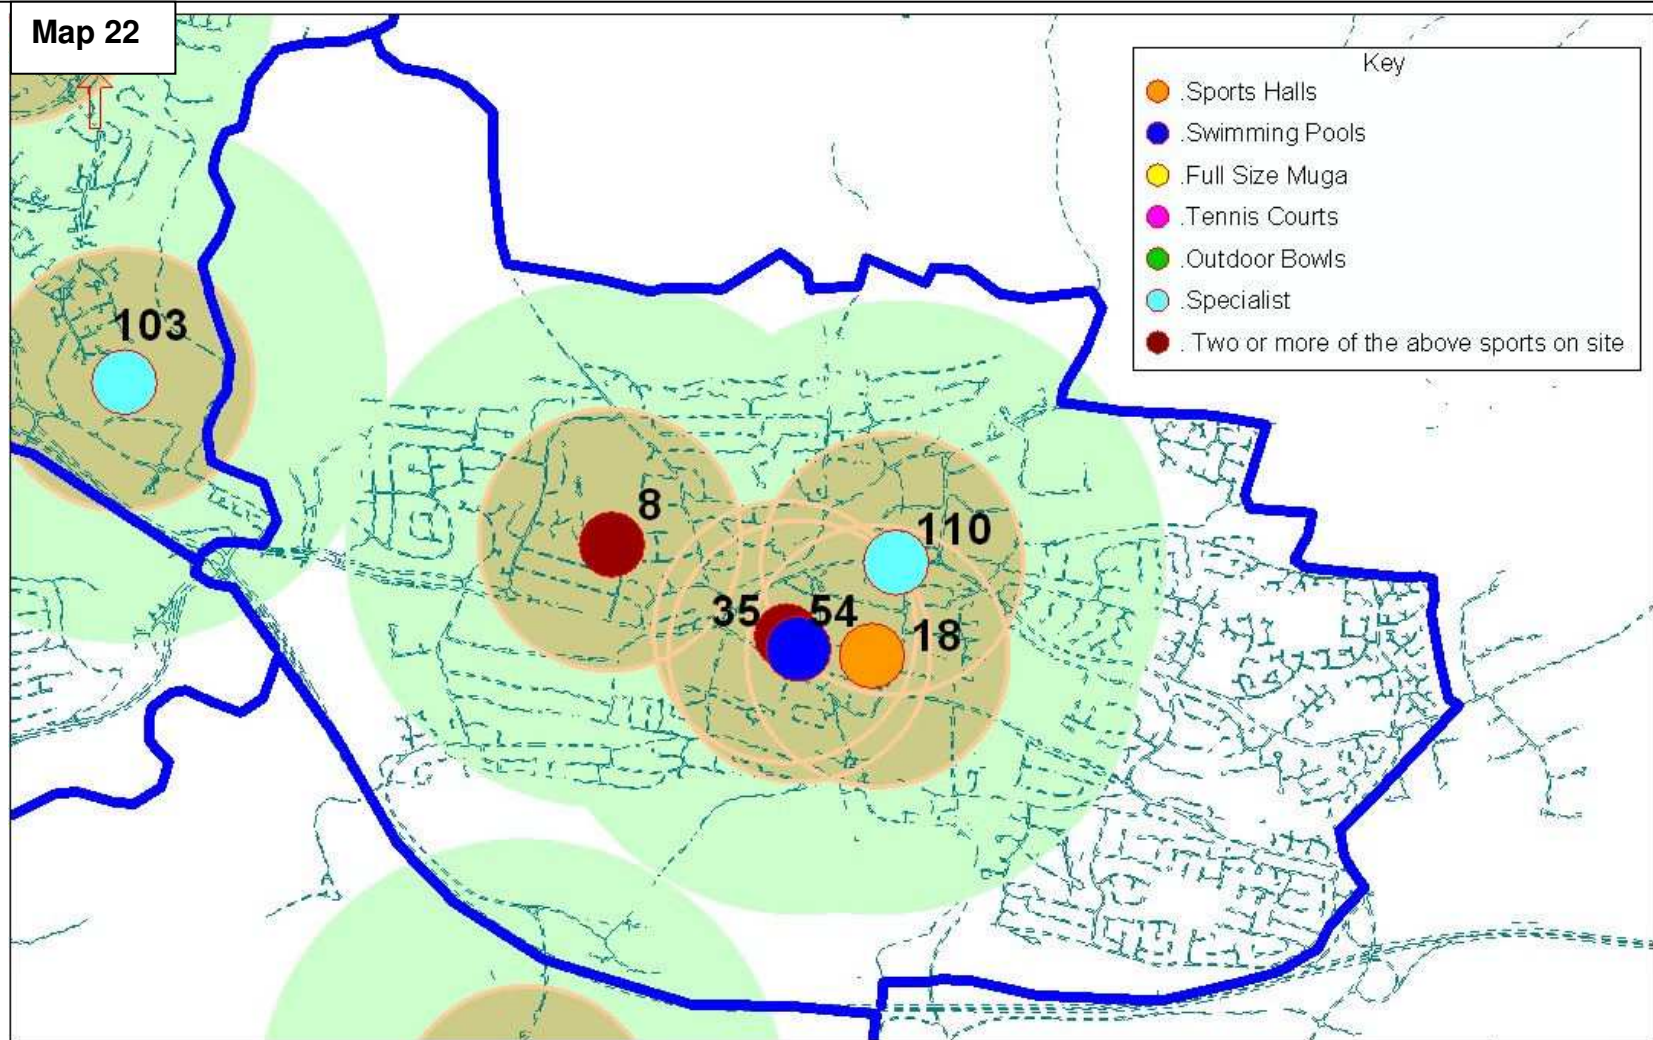 Map 22
Key
.Sports Halls
.Swimming Pools
.Full Size Muga
.Tennis Courts
.Outdoor Bowls
.Specialist
. Two or more of the above sports on site
103
8
110
35
54
18